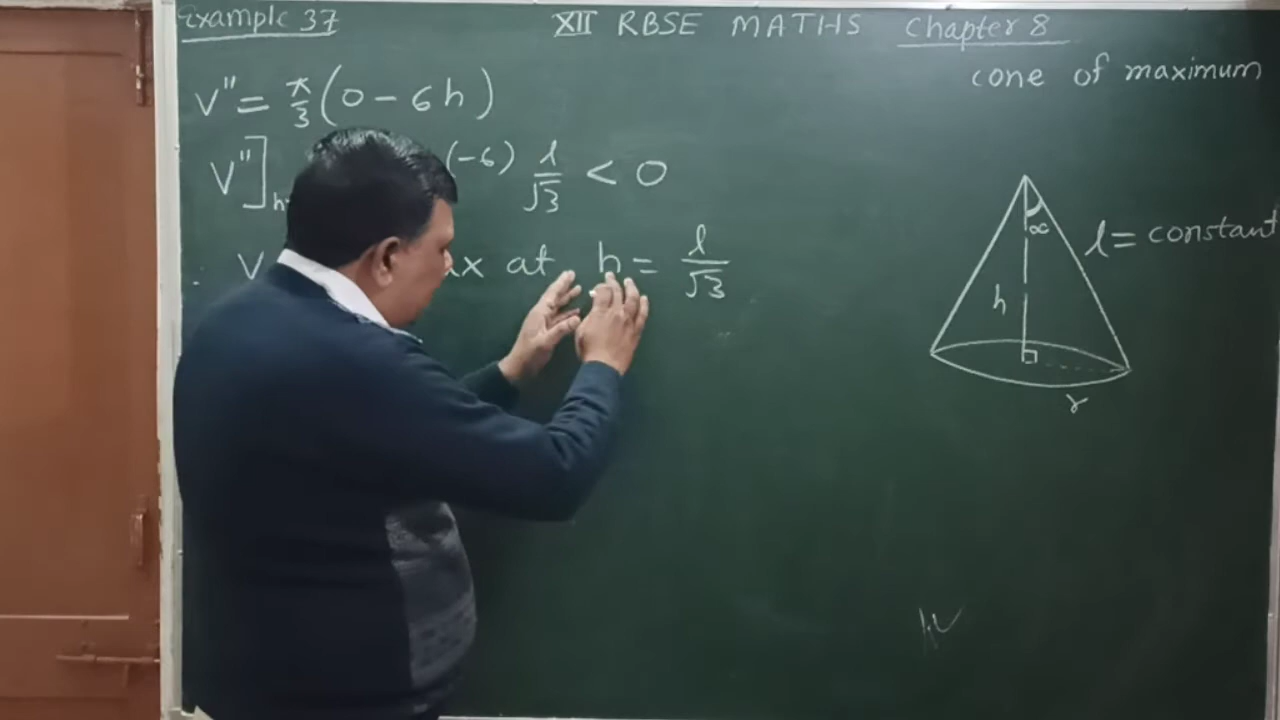 Example 37
XII RBSE MATHS Chapter 8
cone of maximum
V'' = π/3 (0 - 6h)
V'']h (-6) l/√3 < 0
V at h = l/√3
α
l = constant
h
r